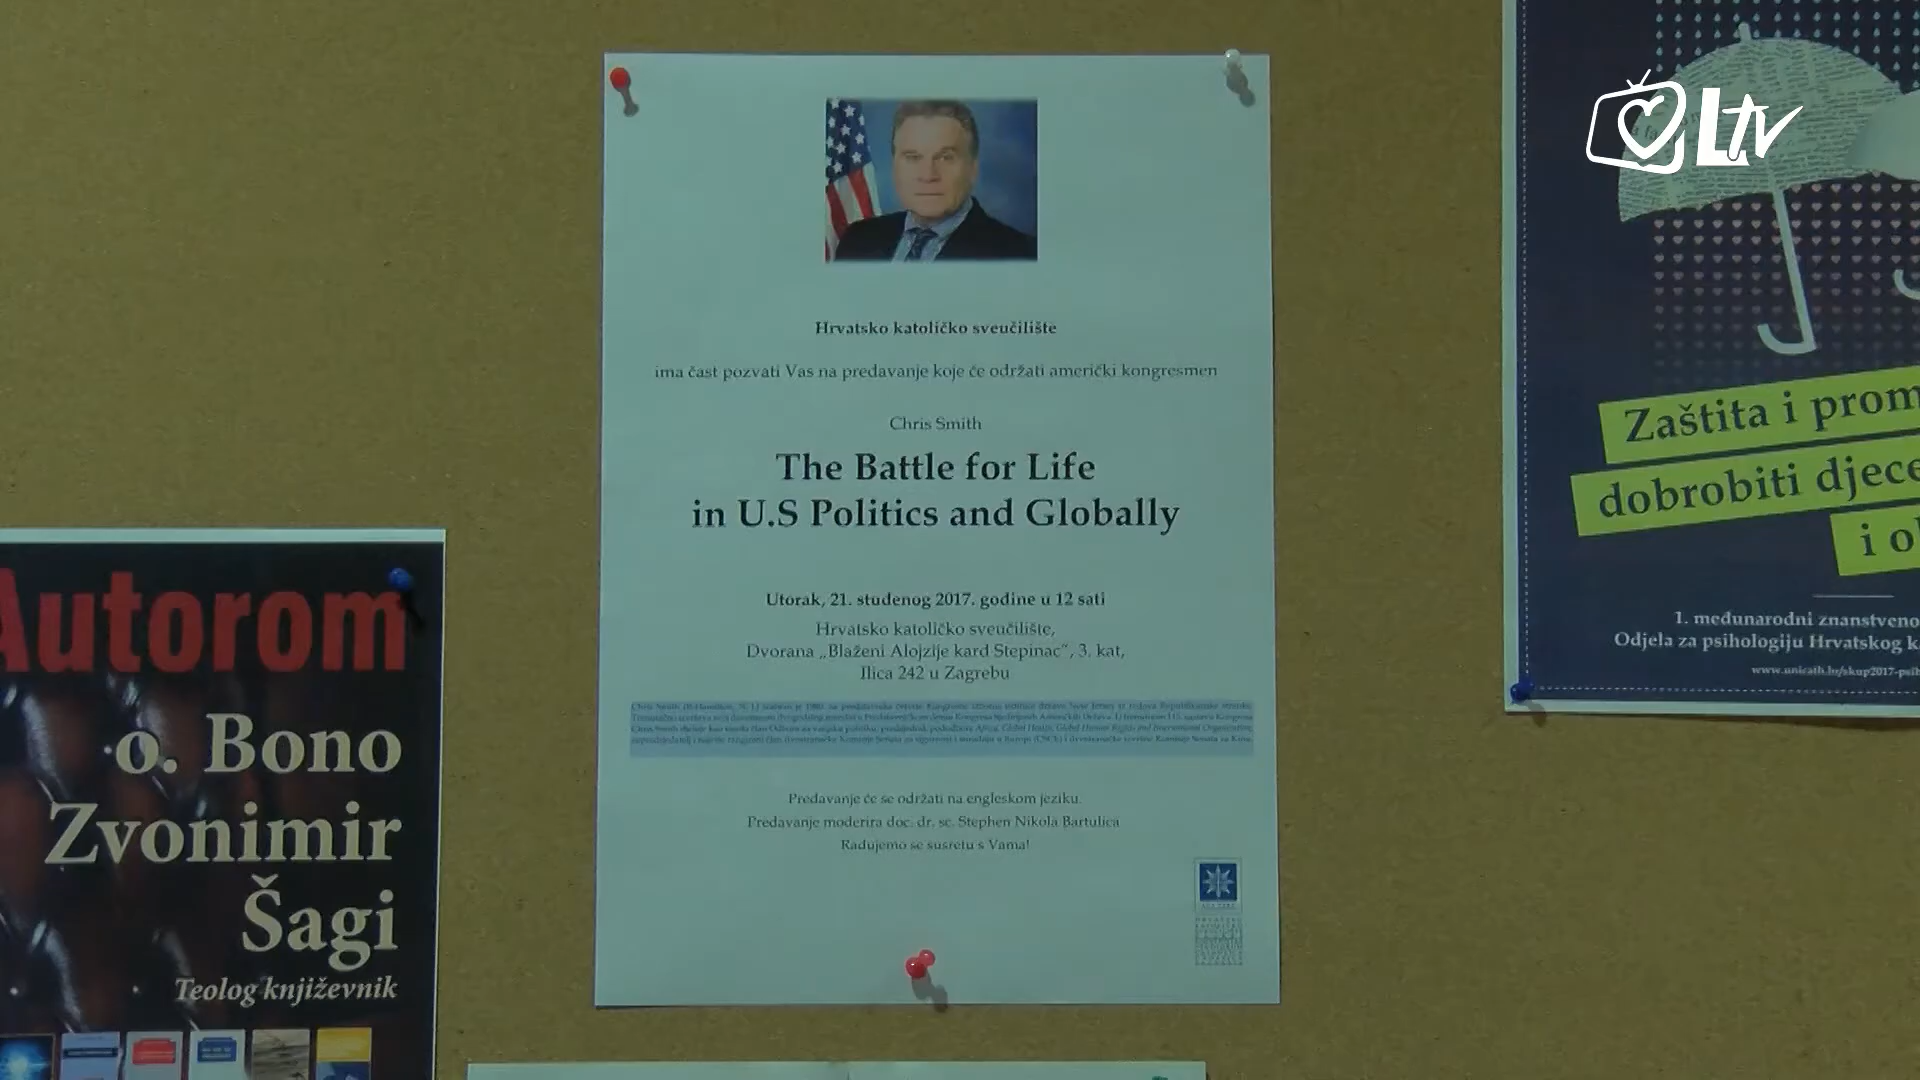 Ltv
Hrvatsko katoličko sveučilište
ima čast pozvati Vas na predavanje koje će održati američki kongresmen
Chris Smith
The Battle for Life
in U.S Politics and Globally
Utorak, 21. studenog 2017. godine u 12 sati
Hrvatsko katoličko sveučilište,
Dvorana „Blaženi Alojzije kard Stepinac“, 3. kat,
Ilica 242 u Zagrebu
Predavanje će se održati na engleskom jeziku.
Predavanje moderira doc. dr. sc. Stephen Nikola Bartulica
Radujemo se susretu s Vama!
Autorom
o. Bono
Zvonimir
Šagi
Teolog književnik
Zaštita i prom
dobrobiti djece
i o
1. međunarodni znanstveno
Odjela za psihologiju Hrvatskog k
www.unicath.hr/skup2017-psih